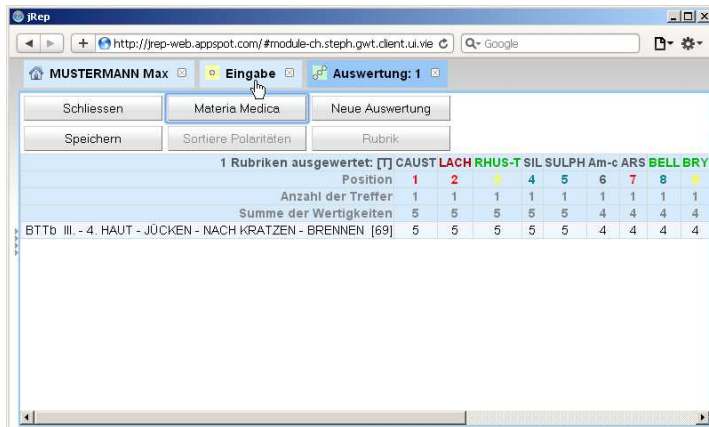 jRep
http://jrep-web.appspot.com/#module-ch.steph.gwt.client.ui.vie Google
MUSTERMANN Max Eingabe Auswertung: 1
Schliessen Materia Medica Neue Auswertung
Speichern Sortiere Polaritäten Rubrik
1 Rubriken ausgewertet: [T] CAUST LACH RHUS-T SIL SULPH Am-c ARS BELL BRY
Position 1 2 3 4 5 6 7 8 9
Anzahl der Treffer 1 1 1 1 1 1 1 1 1
Summe der Wertigkeiten 5 5 5 5 5 4 4 4 4
BTTb III. - 4. HAUT - JÜCKEN - NACH KRATZEN - BRENNEN [69] 5 5 5 5 5 4 4 4 4